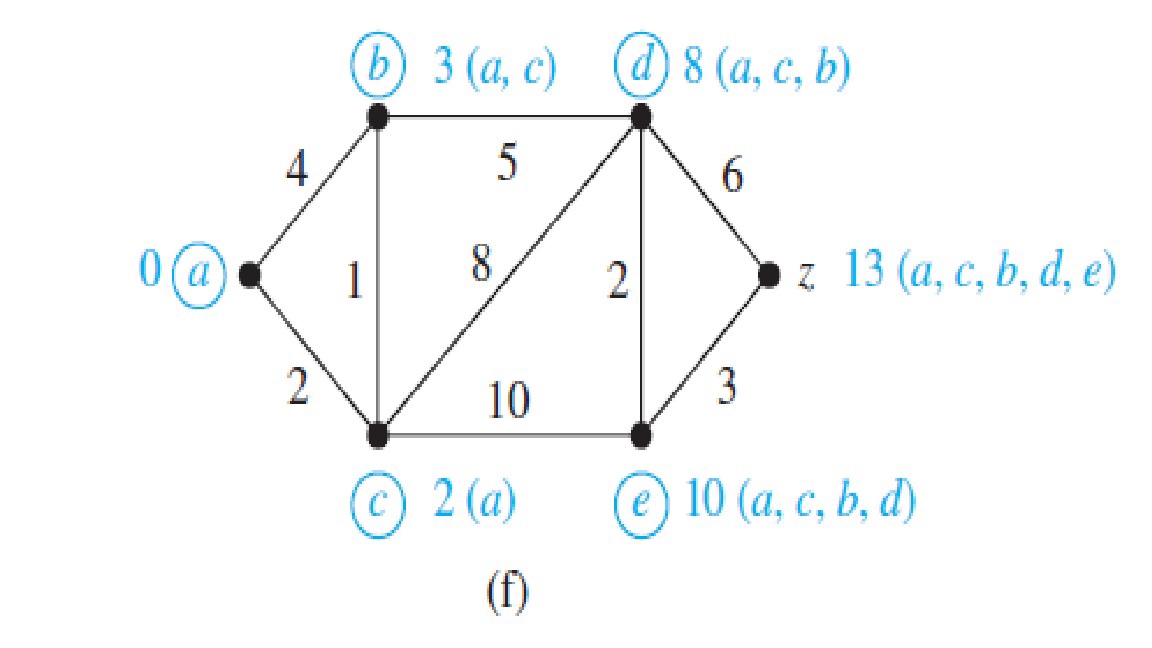 b 3 (a, c) d 8 (a, c, b)
4 5 6
0 a 1 8 2 z 13 (a, c, b, d, e)
2 10 3
c 2 (a) e 10 (a, c, b, d)
(f)